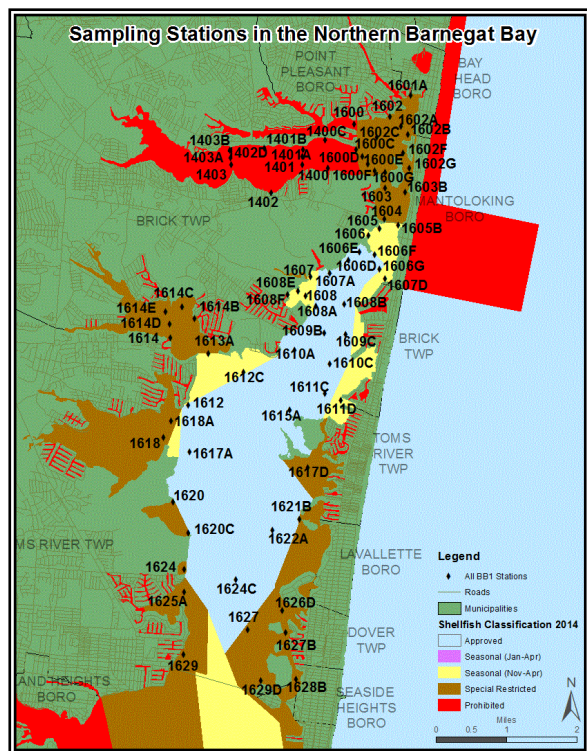 Sampling Stations in the Northern Barnegat Bay
POINT
PLEASANT
BORO
BAY
HEAD
BORO
1601A
1602
1600
1602A
1403B
1402D
1401B
1400C
1602C
1602B
1403A
1401A
1600C
1602F
1403
1401
1400
1600D
1600E
1602G
1600F
1600G
1402
1603
1603B
MANTOLOKING
BORO
BRICK TWP
1604
1605
1605B
1606
1606E
1606F
1606D
1606G
1607
1607A
1607D
1608E
1614C
1608F
1608
1608B
1614E
1614B
1608A
1614D
1609B
1614
1613A
1609C
BRICK
TWP
1610A
1610C
1612C
1611C
1612
1615A
1611D
1618A
1618
TOMS
RIVER
TWP
1617A
1617D
1620
1621B
1620C
1622A
MS RIVER TWP
LAVALLETTE
BORO
1624
1624C
1625A
1626D
1627
1627B
DOVER
TWP
1629
AND HEIGHTS
BORO
1629D
1628B
SEASIDE
HEIGHTS
BORO
Legend
All BB1 Stations
Roads
Municipalities
Shellfish Classification 2014
Approved
Seasonal (Jan-Apr)
Seasonal (Nov-Apr)
Special Restricted
Prohibited
N
Miles
0 0.5 1 2